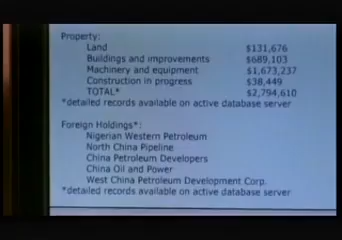 Property:
Land $131,676
Buildings and improvements $689,103
Machinery and equipment $1,673,237
Construction in progress $38,449
TOTAL* $2,794,610
*detailed records available on active database server
Foreign Holdings*:
Nigerian Western Petroleum
North China Pipeline
China Petroleum Developers
China Oil and Power
West China Petroleum Development Corp.
*detailed records available on active database server